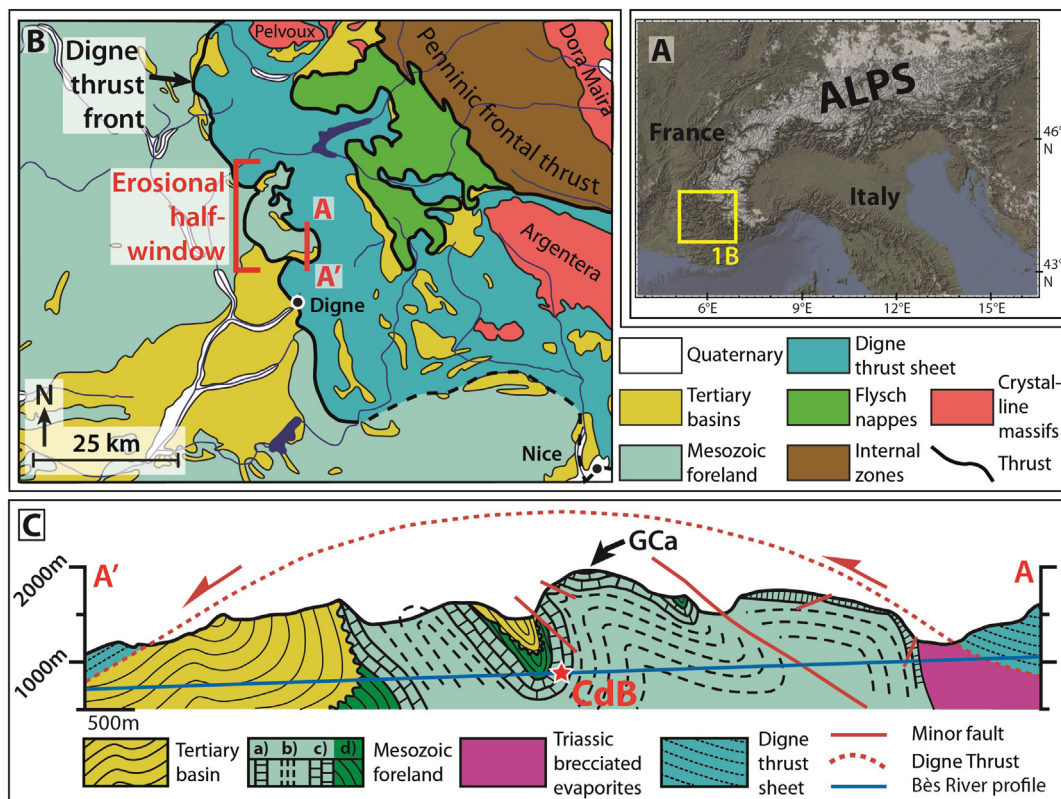 B
Digne
thrust
front
Pelvoux
Dora Maira
Penninic frontal thrust
Erosional
half-
window
A
A'
Argentera
Digne
N
25 km
Nice
A
ALPS
France
46°
N
Italy
1B
43°
N
6°E
9°E
12°E
15°E
Quaternary
Digne
thrust sheet
Tertiary
basins
Flysch
nappes
Crystal-
line
massifs
Mesozoic
foreland
Internal
zones
Thrust
C
GCa
2000m
A'
A
1000m
CdB
500m
Tertiary
basin
a) b) c) d)
Mesozoic
foreland
Triassic
brecciated
evaporites
Digne
thrust
sheet
Minor fault
Digne Thrust
Bès River profile